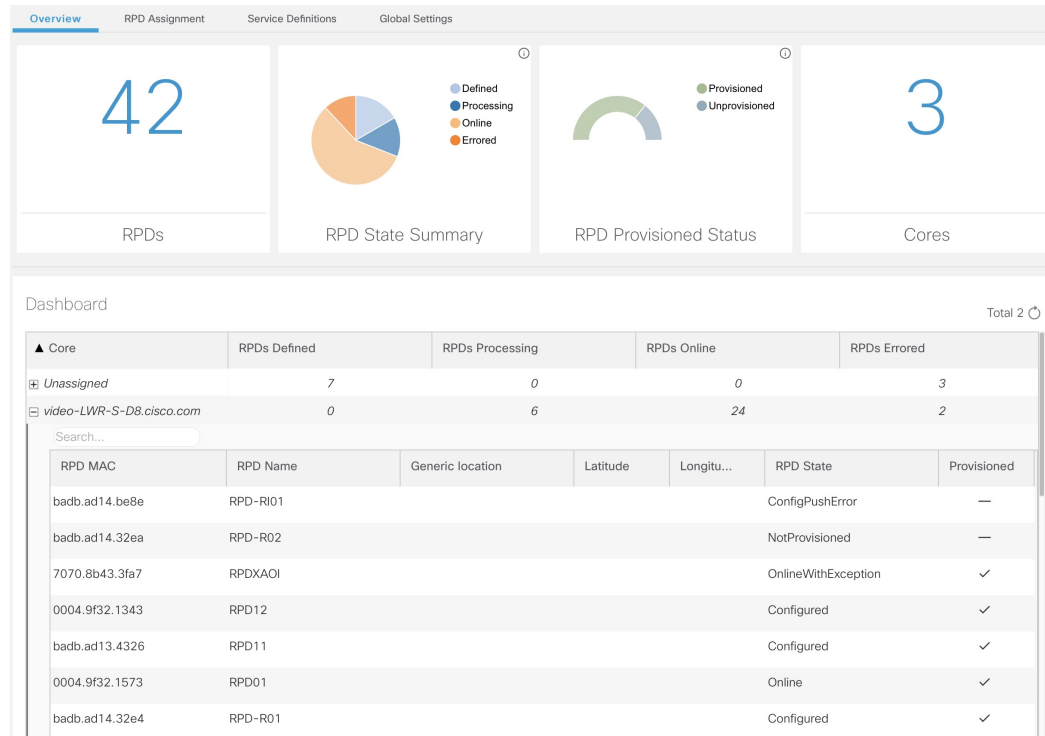 Overview RPD Assignment Service Definitions Global Settings
42
RPDs
Defined
Processing
Online
Errored
RPD State Summary
Provisioned
Unprovisioned
RPD Provisioned Status
3
Cores
Dashboard
Total 2
Core RPDs Defined RPDs Processing RPDs Online RPDs Errored
Unassigned 7 0 0 3
video-LWR-S-D8.cisco.com 0 6 24 2
Search...
RPD MAC RPD Name Generic location Latitude Longitu... RPD State Provisioned
badb.ad14.be8e RPD-RI01 ConfigPushError —
badb.ad14.32ea RPD-R02 NotProvisioned —
7070.8b43.3fa7 RPDXAOI OnlineWithException ✓
0004.9f32.1343 RPD12 Configured ✓
badb.ad13.4326 RPD11 Configured ✓
0004.9f32.1573 RPD01 Online ✓
badb.ad14.32e4 RPD-R01 Configured ✓